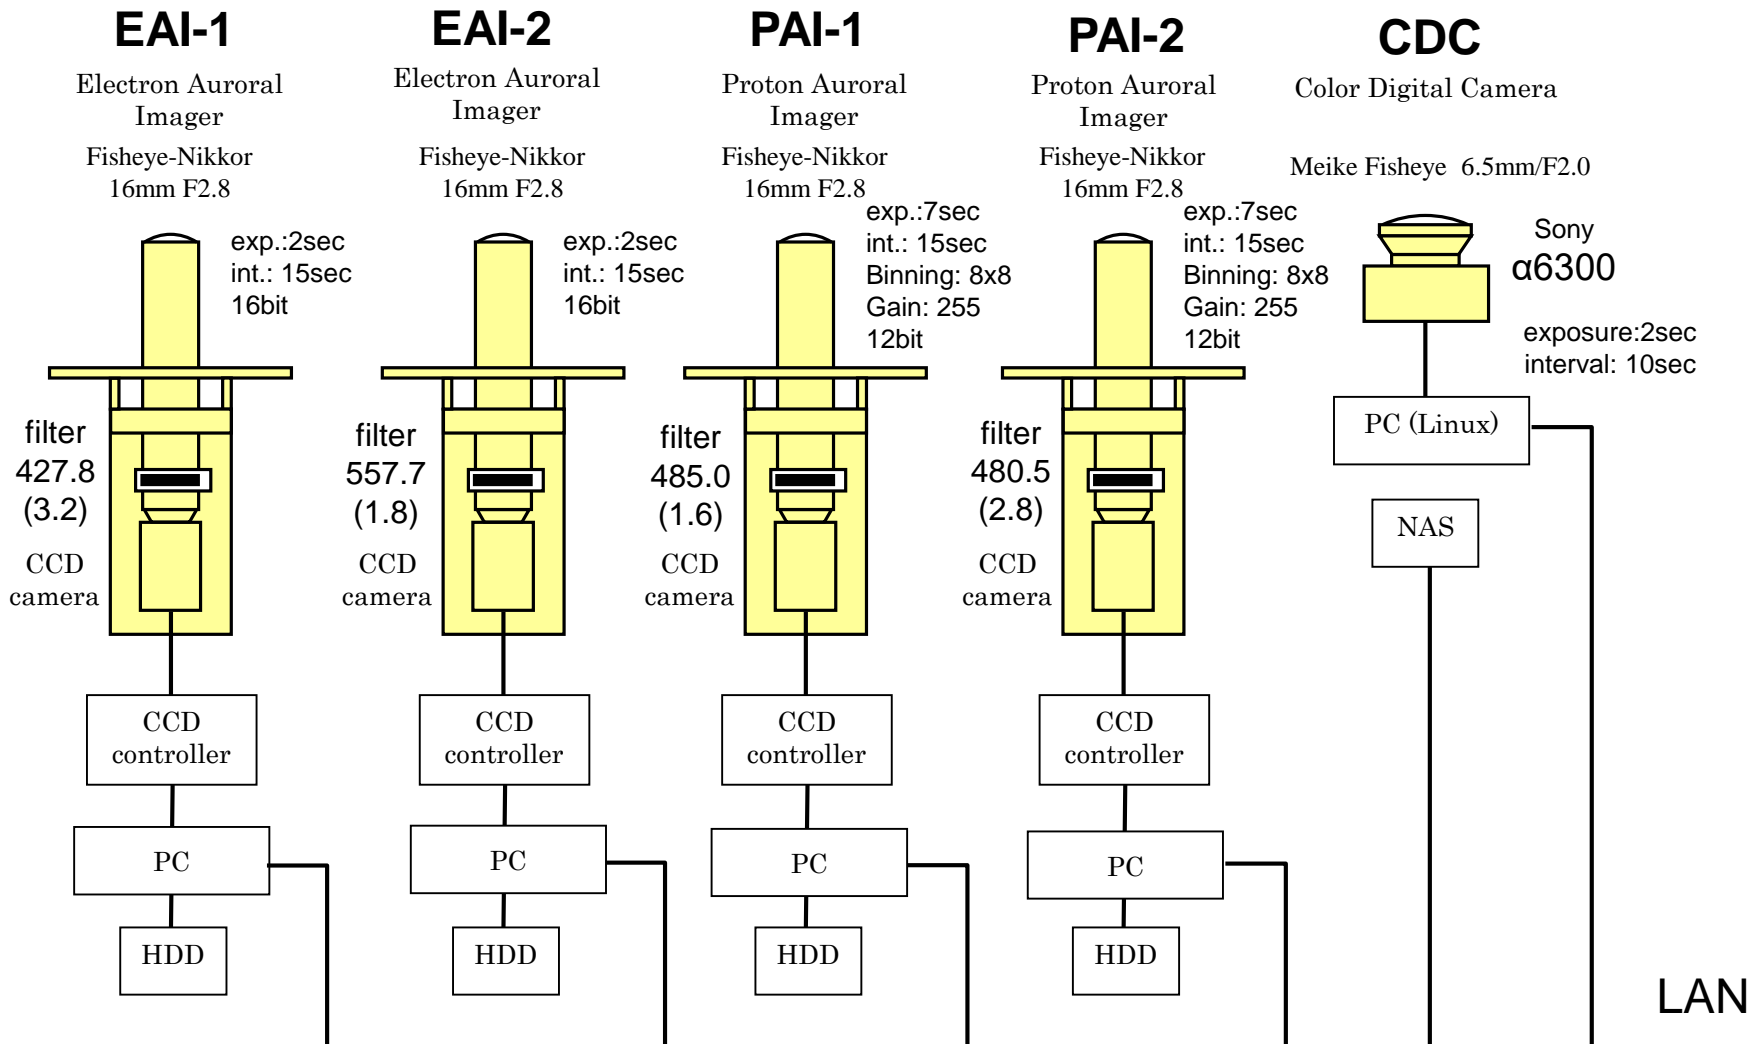 EAI-1
Electron Auroral
Imager
Fisheye-Nikkor
16mm F2.8
exp.:2sec
int.: 15sec
16bit
filter
427.8
(3.2)
CCD
camera
CCD
controller
PC
HDD
EAI-2
Electron Auroral
Imager
Fisheye-Nikkor
16mm F2.8
exp.:2sec
int.: 15sec
16bit
filter
557.7
(1.8)
CCD
camera
CCD
controller
PC
HDD
PAI-1
Proton Auroral
Imager
Fisheye-Nikkor
16mm F2.8
exp.:7sec
int.: 15sec
Binning: 8x8
Gain: 255
12bit
filter
485.0
(1.6)
CCD
camera
CCD
controller
PC
HDD
PAI-2
Proton Auroral
Imager
Fisheye-Nikkor
16mm F2.8
exp.:7sec
int.: 15sec
Binning: 8x8
Gain: 255
12bit
filter
480.5
(2.8)
CCD
camera
CCD
controller
PC
HDD
CDC
Color Digital Camera
Meike Fisheye 6.5mm/F2.0
Sony
α6300
exposure:2sec
interval: 10sec
PC (Linux)
NAS
LAN